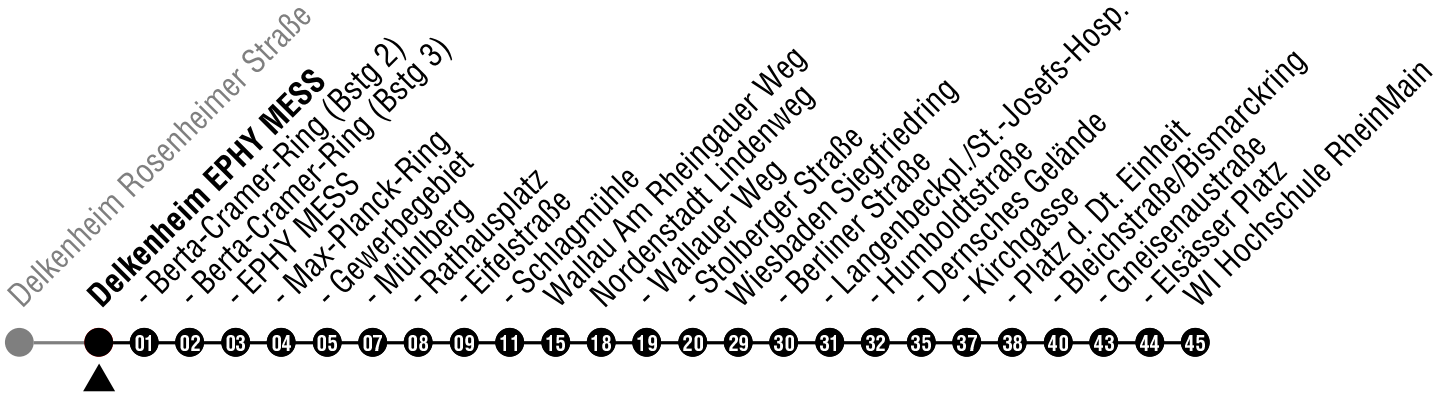 Delkenheim Rosenheimer Straße
Delkenheim EPHY MESS
- Berta-Cramer-Ring (Bstg 2)
- Berta-Cramer-Ring (Bstg 3)
- EPHY MESS
- Max-Planck-Ring
- Gewerbegebiet
- Mühlberg
- Rathausplatz
- Eifelstraße
- Schlagmühle
Wallau Am Rheingauer Weg
Nordenstadt Lindenweg
- Wallauer Weg
- Stolberger Straße
Wiesbaden Siegfriedring
- Berliner Straße
- Langenbeckpl./St.-Josefs-Hosp.
- Humboldtstraße
- Dernsches Gelände
- Kirchgasse
- Platz d. Dt. Einheit
- Bleichstraße/Bismarckring
- Gneisenaustraße
- Elsässer Platz
WI Hochschule RheinMain
01 02 03 04 05 07 08 09 11 15 18 19 20 29 30 31 32 35 37 38 40 43 44 45